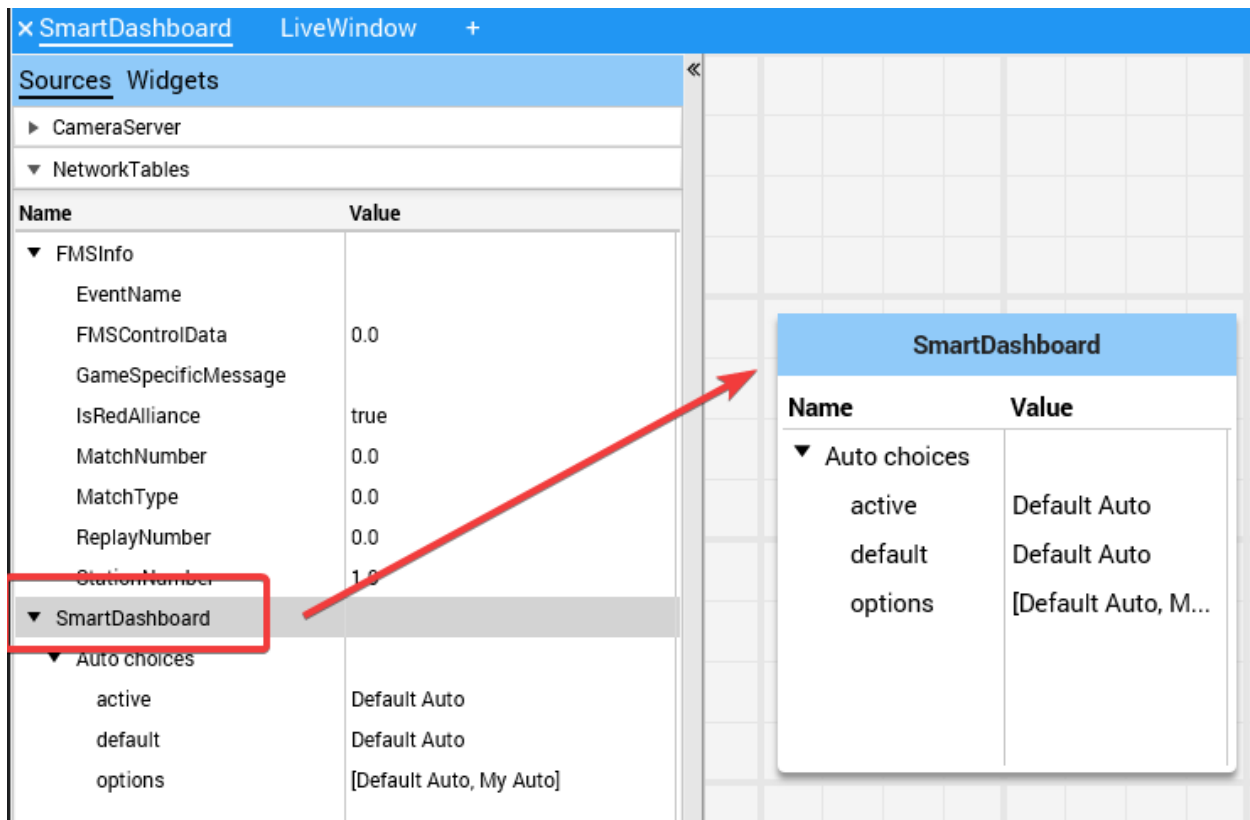 × SmartDashboard LiveWindow +
Sources Widgets «
CameraServer
NetworkTables
Name Value
FMSInfo
EventName
FMSControlData 0.0
GameSpecificMessage
IsRedAlliance true
MatchNumber 0.0
MatchType 0.0
ReplayNumber 0.0
StationNumber 1.0
SmartDashboard
Auto choices
active Default Auto
default Default Auto
options [Default Auto, My Auto]
SmartDashboard
Name Value
Auto choices
active Default Auto
default Default Auto
options [Default Auto, M...